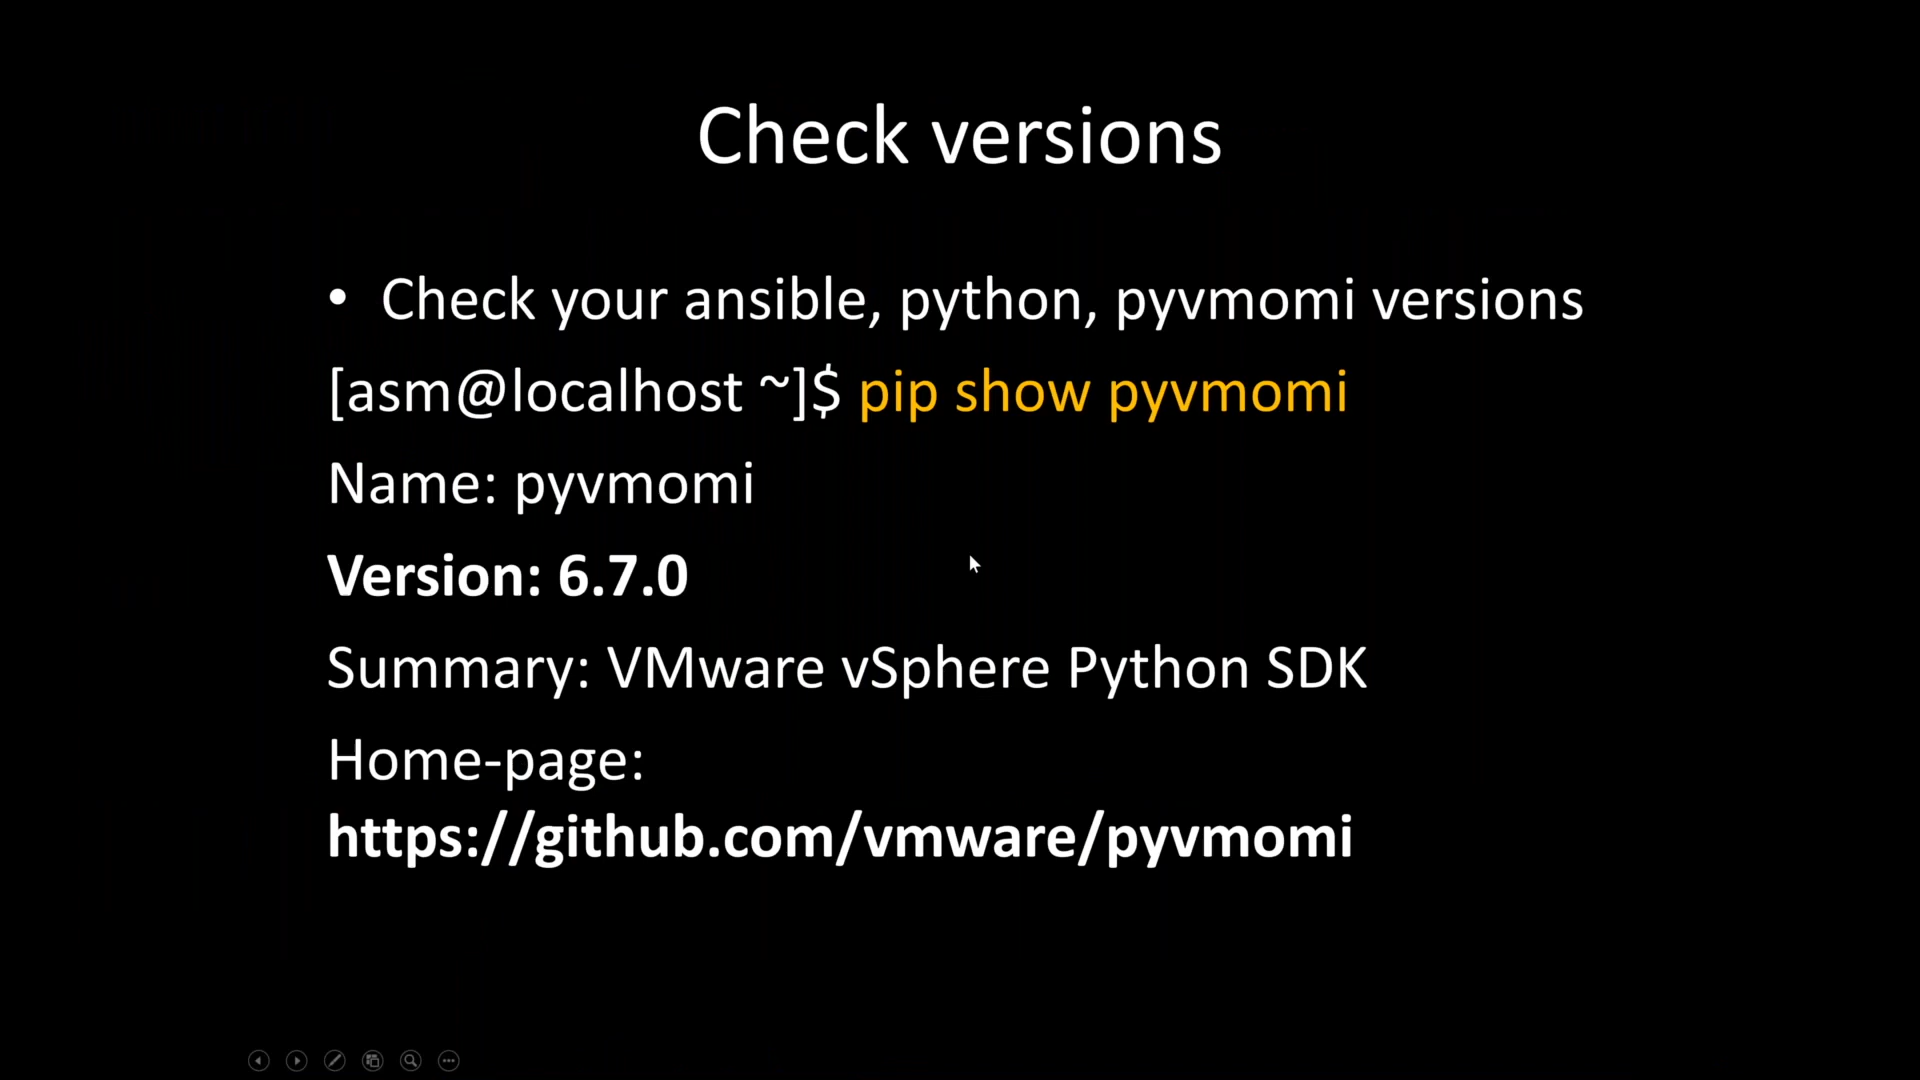 Check versions
• Check your ansible, python, pyvmomi versions
[asm@localhost ~]$ pip show pyvmomi
Name: pyvmomi
Version: 6.7.0
Summary: VMware vSphere Python SDK
Home-page:
https://github.com/vmware/pyvmomi